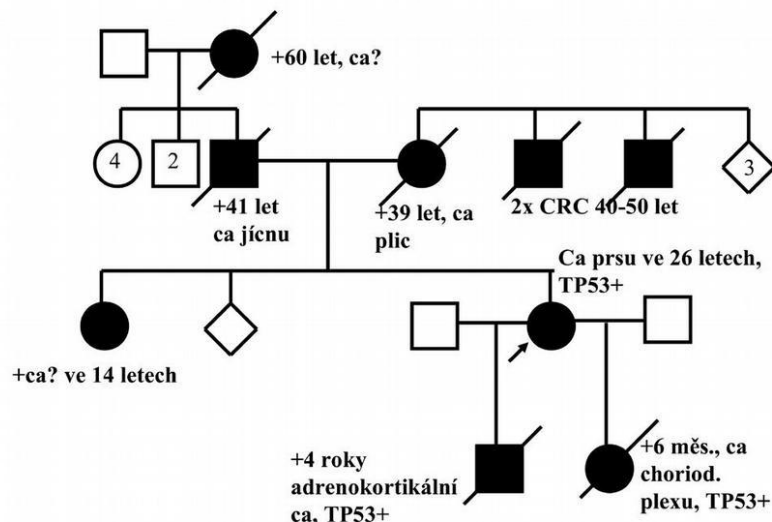 +60 let, ca?
4
2
3
+41 let
ca jícnu
+39 let, ca
plic
2x CRC 40-50 let
Ca prsu ve 26 letech,
TP53+
+ca? ve 14 letech
+4 roky
adrenokortikální
ca, TP53+
+6 měs., ca
choriod.
plexu, TP53+